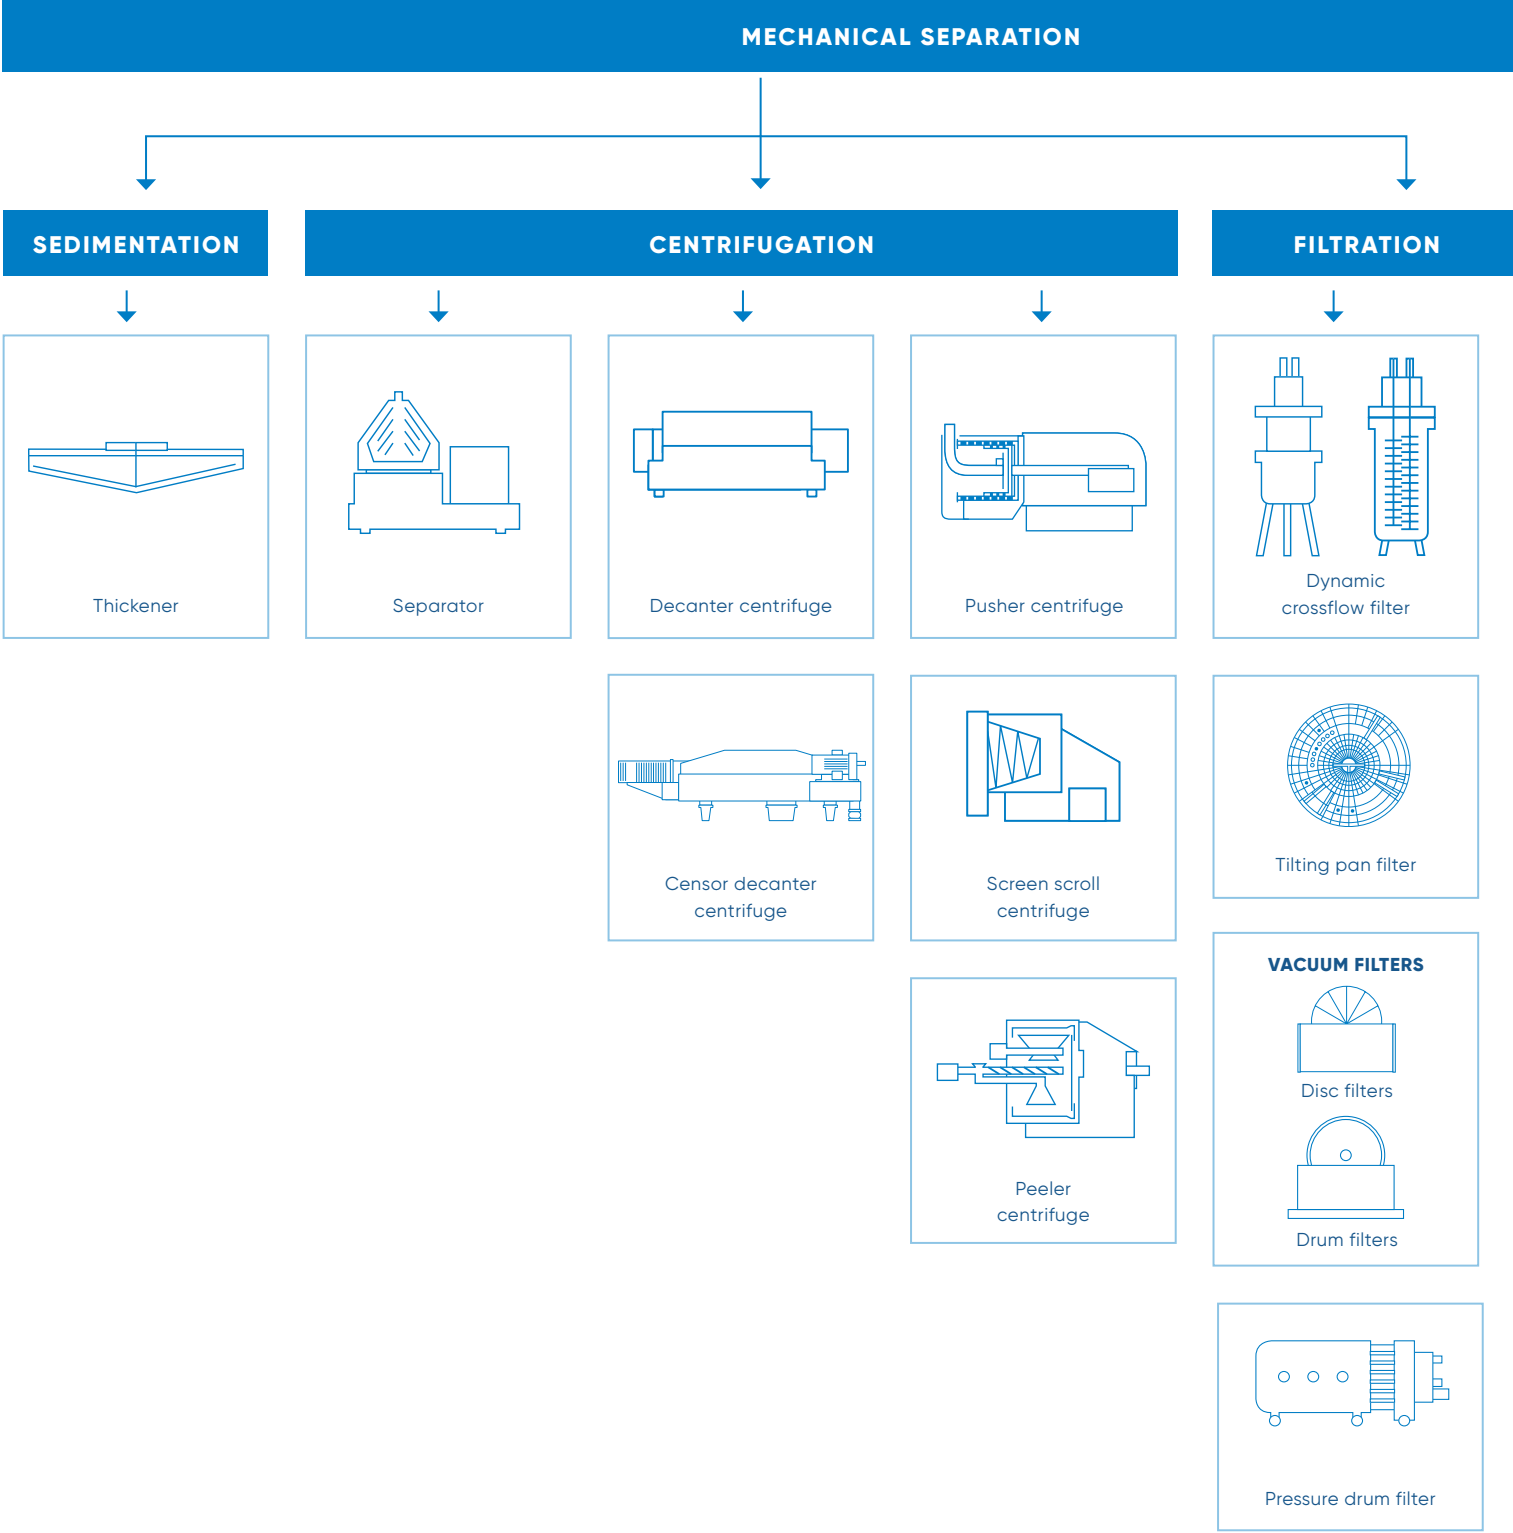 MECHANICAL SEPARATION
SEDIMENTATION
CENTRIFUGATION
FILTRATION
Thickener
Separator
Decanter centrifuge
Pusher centrifuge
Dynamic
crossflow filter
Censor decanter
centrifuge
Screen scroll
centrifuge
Tilting pan filter
Peeler
centrifuge
VACUUM FILTERS
Disc filters
Drum filters
Pressure drum filter